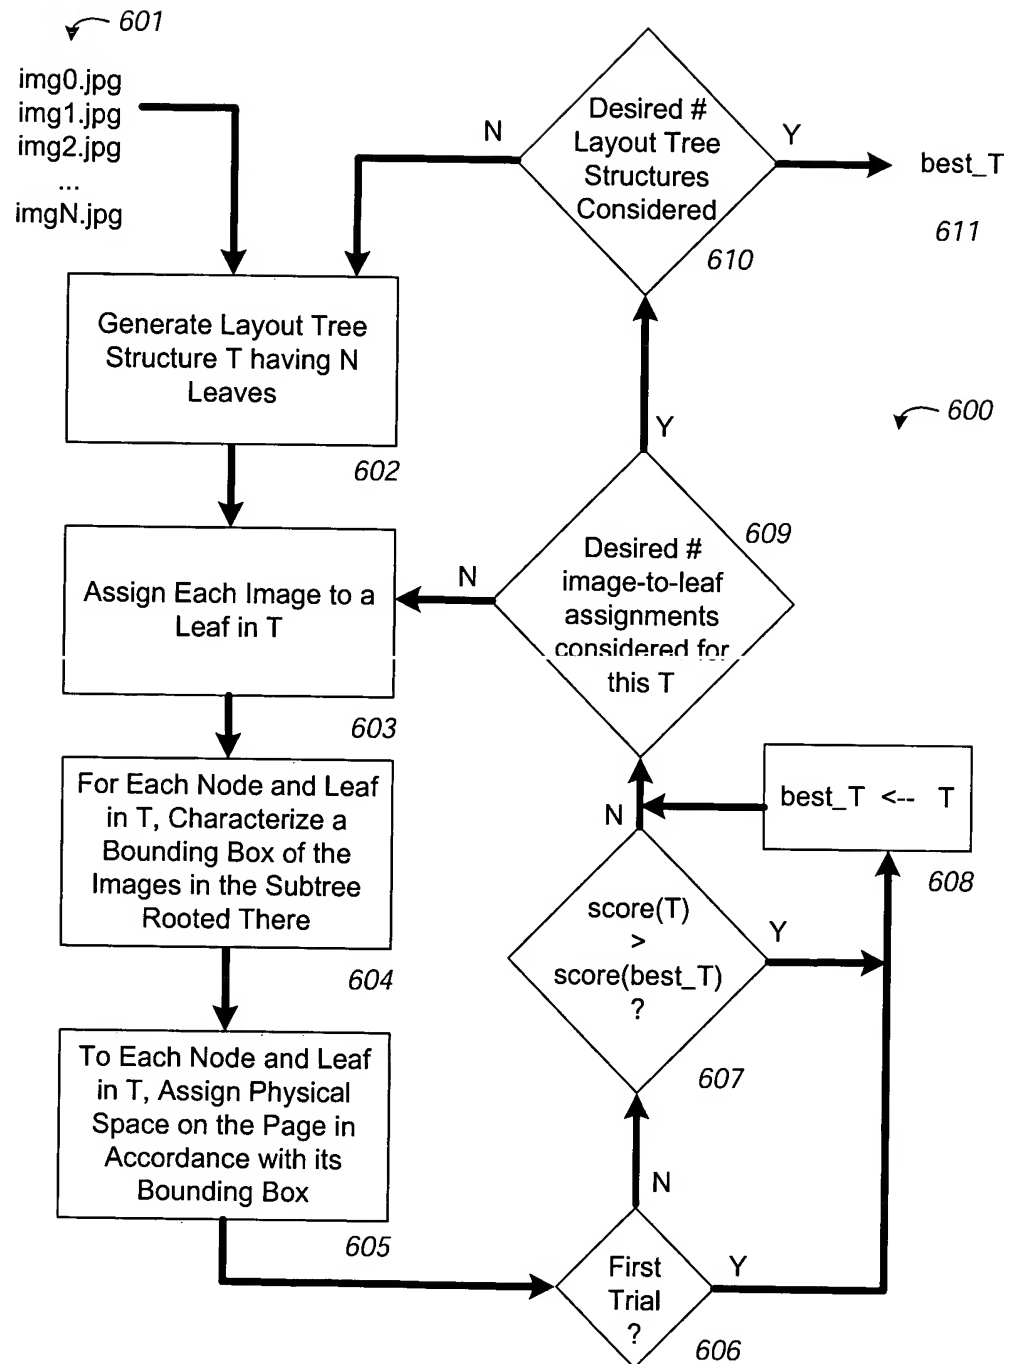 601
img0.jpg
img1.jpg
img2.jpg
...
imgN.jpg
Generate Layout Tree
Structure T having N
Leaves
602
Assign Each Image to a
Leaf in T
603
For Each Node and Leaf
in T, Characterize a
Bounding Box of the
Images in the Subtree
Rooted There
604
To Each Node and Leaf
in T, Assign Physical
Space on the Page in
Accordance with its
Bounding Box
605
First
Trial
?
606
N
Y
score(T)
>
score(best_T)
?
607
Y
N
best_T <-- T
608
Desired #
image-to-leaf
assignments
considered for
this T
609
N
Y
Desired #
Layout Tree
Structures
Considered
610
N
Y
best_T
611
600